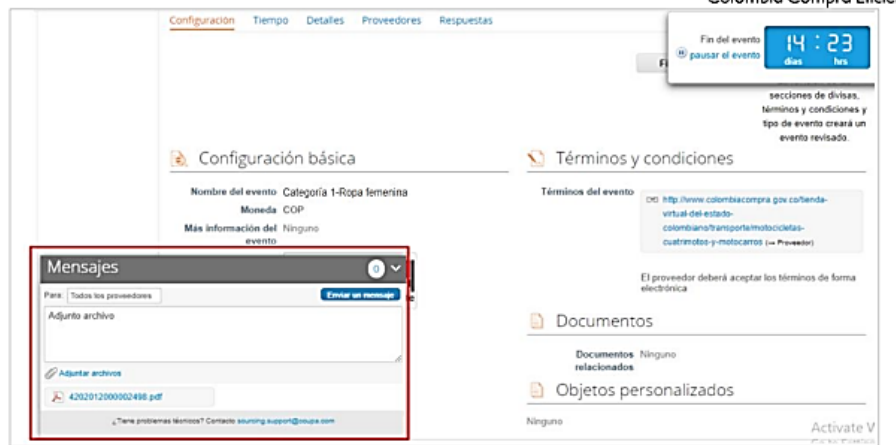 Configuración Tiempo Detalles Proveedores Respuestas
Fin del evento
pausar el evento
14 : 23
días hrs
secciones de divisas,
términos y condiciones y
tipo de evento creará un
evento revisado.
Configuración básica
Nombre del evento Categoría 1-Ropa femenina
Moneda COP
Más información del evento Ninguno
Términos y condiciones
Términos del evento
http://www.colombiacompra.gov.co/tienda-
virtual-del-estado-
colombiano/transporte/motocicletas-
cuatrimotos-y-motocarros (→ Proveedor)
El proveedor deberá aceptar los términos de forma
electrónica
Documentos
Documentos relacionados Ninguno
Objetos personalizados
Ninguno
Mensajes 0
Para: Todos los proveedores Enviar un mensaje
Adjunto archivo
Adjuntar archivos
4202012000002498.pdf
¿Tiene problemas técnicos? Contacto sourcing.support@coupa.com
Activate